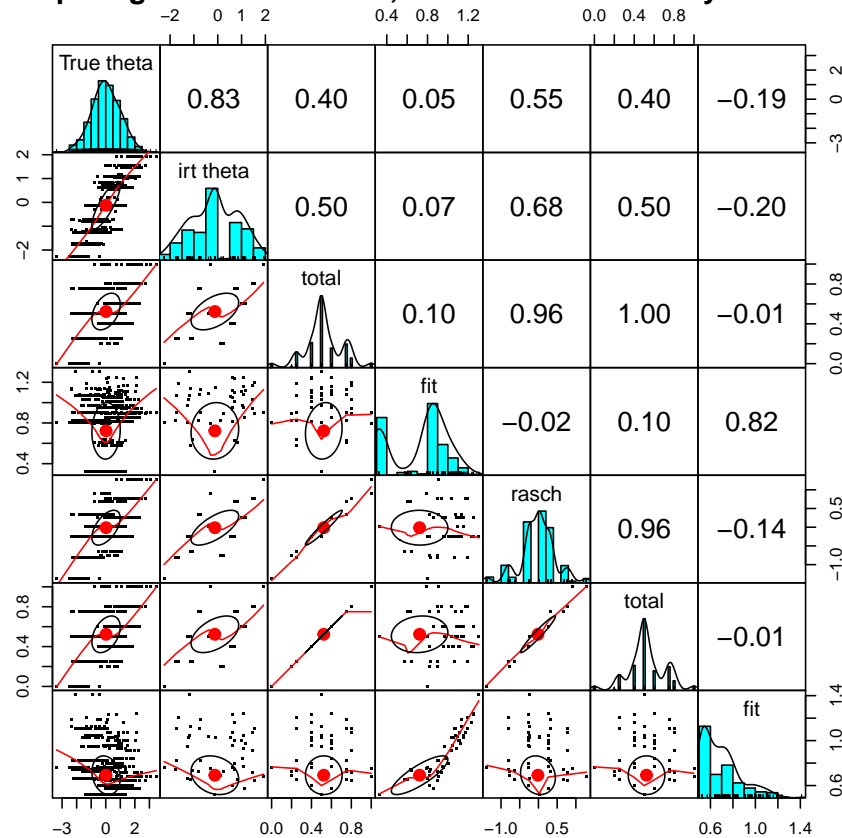 −2 0 1 2 0.4 0.8 1.2 0.0 0.4 0.8
True theta
0.83 0.40 0.05 0.55 0.40 −0.19
−3 0 2
−2 0 1 2
irt theta
0.50 0.07 0.68 0.50 −0.20
total
0.10 0.96 1.00 −0.01
0.0 0.4 0.8
0.4 0.8 1.2
fit
−0.02 0.10 0.82
rasch
0.96 −0.14
−1.0 0.5
0.0 0.4 0.8
total
−0.01
fit
0.6 1.0 1.4
−3 0 2 0.0 0.4 0.8 −1.0 0.5 0.6 1.0 1.4